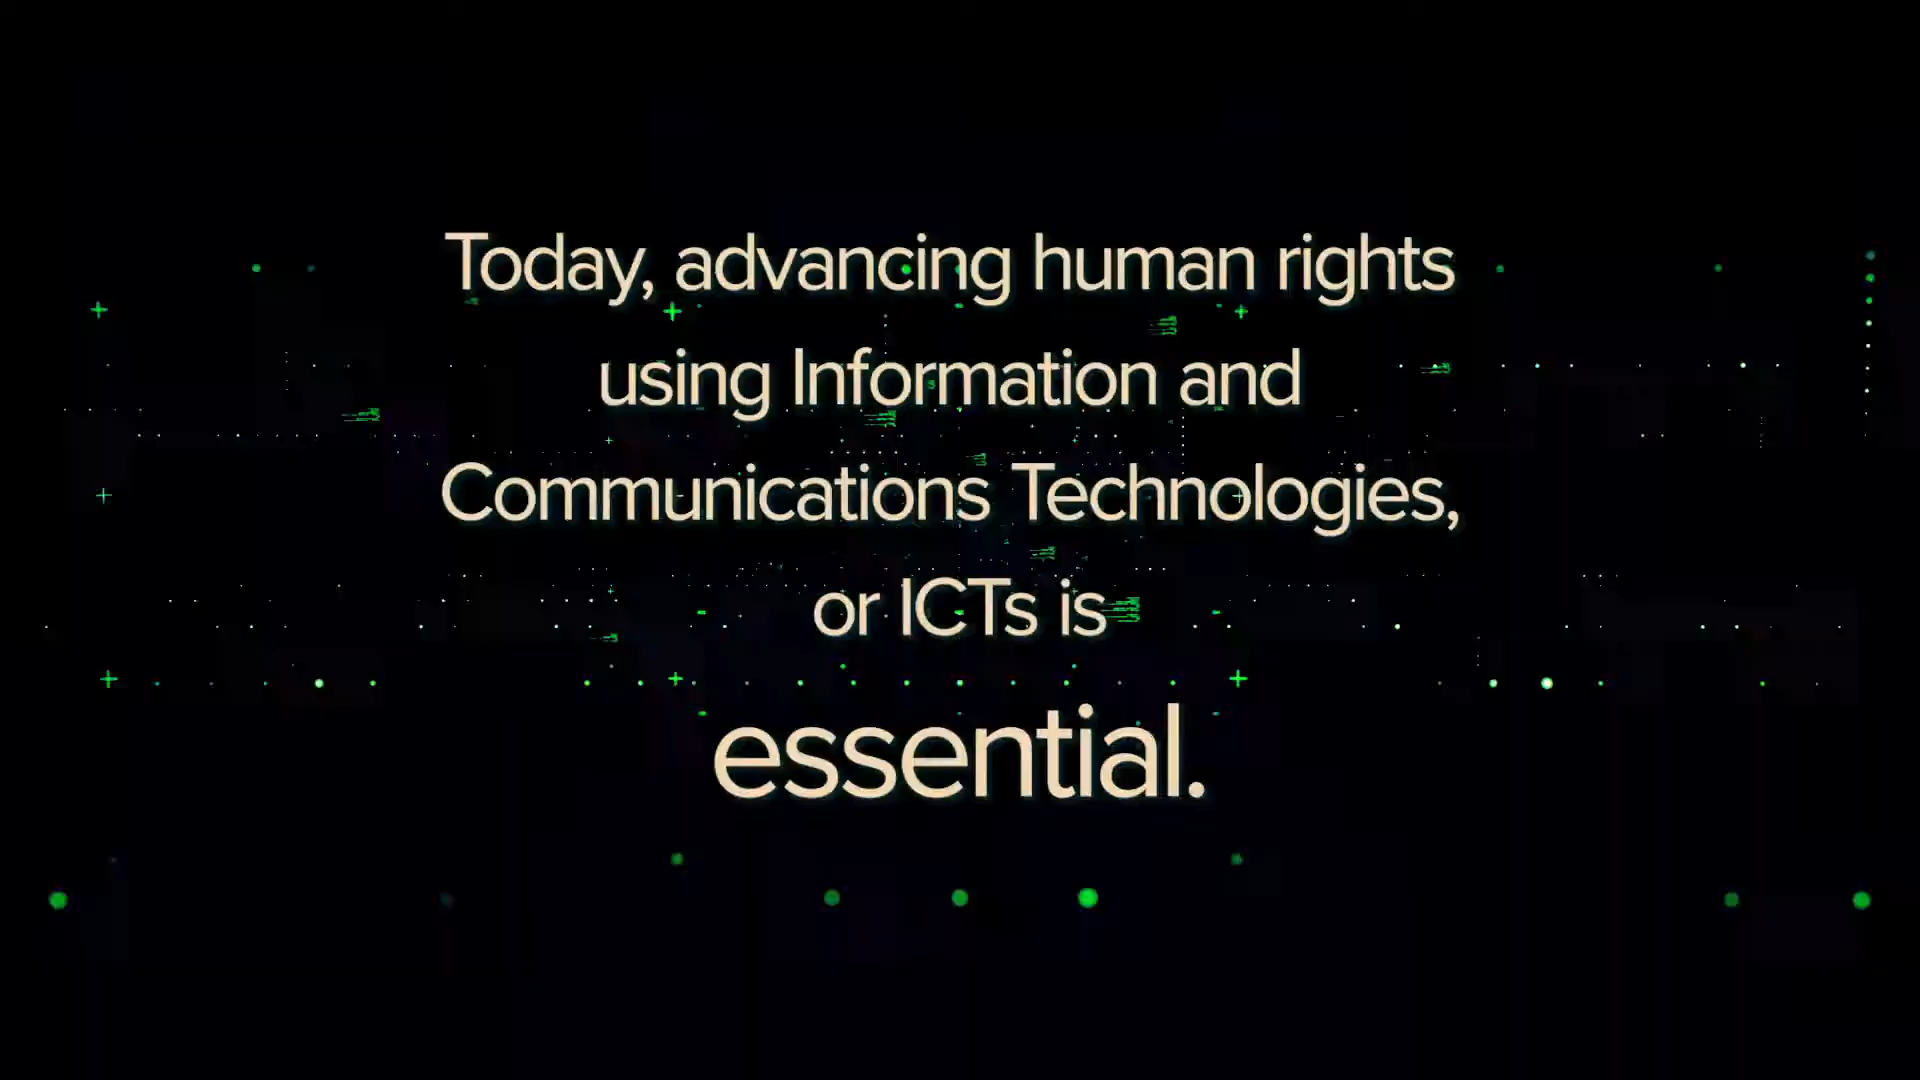 Today, advancing human rights
using Information and
Communications Technologies,
or ICTs is
essential.